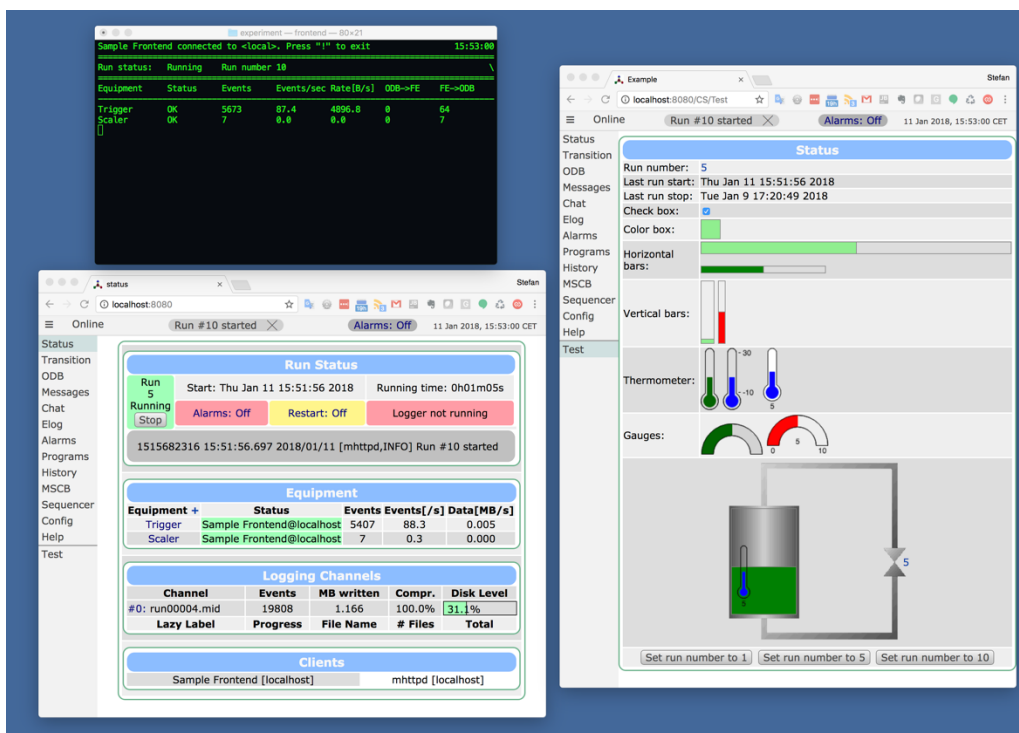 experiment — frontend — 80×21
Sample Frontend connected to <local>. Press "!" to exit 15:53:00
Run status: Running Run number 10 \
Equipment Status Events Events/sec Rate[B/s] ODB->FE FE->ODB
Trigger OK 5673 87.4 4896.8 0 64
Scaler OK 7 0.0 0.0 0 7
status × Stefan
localhost:8080
Online Run #10 started Alarms: Off 11 Jan 2018, 15:53:00 CET
Status
Transition
ODB
Messages
Chat
Elog
Alarms
Programs
History
MSCB
Sequencer
Config
Help
Test
Run Status
Run
5
Running
Stop
Start: Thu Jan 11 15:51:56 2018 Running time: 0h01m05s
Alarms: Off Restart: Off Logger not running
1515682316 15:51:56.697 2018/01/11 [mhttpd,INFO] Run #10 started
Equipment
Equipment + Status Events Events[/s] Data[MB/s]
Trigger Sample Frontend@localhost 5407 88.3 0.005
Scaler Sample Frontend@localhost 7 0.3 0.000
Logging Channels
Channel Events MB written Compr. Disk Level
#0: run00004.mid 19808 1.166 100.0% 31.1%
Lazy Label Progress File Name # Files Total
Clients
Sample Frontend [localhost] mhttpd [localhost]
Example × Stefan
localhost:8080/CS/Test
Online Run #10 started Alarms: Off 11 Jan 2018, 15:53:00 CET
Status
Transition
ODB
Messages
Chat
Elog
Alarms
Programs
History
MSCB
Sequencer
Config
Help
Test
Status
Run number: 5
Last run start: Thu Jan 11 15:51:56 2018
Last run stop: Tue Jan 9 17:20:49 2018
Check box:
Color box:
Horizontal
bars:
Vertical bars:
Thermometer:
30
-10
5
Gauges:
5
0 10
5
5
Set run number to 1 Set run number to 5 Set run number to 10